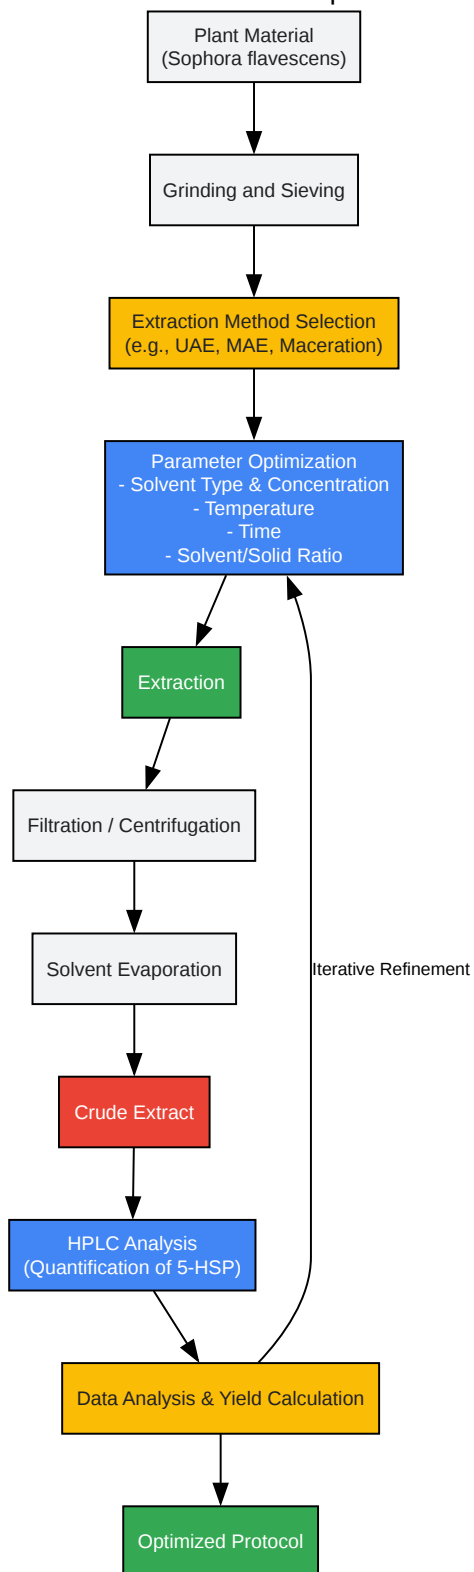 Plant Material
(Sophora flavescens)
Grinding and Sieving
Extraction Method Selection
(e.g., UAE, MAE, Maceration)
Parameter Optimization
- Solvent Type & Concentration
- Temperature
- Time
- Solvent/Solid Ratio
Extraction
Filtration / Centrifugation
Solvent Evaporation
Iterative Refinement
Crude Extract
HPLC Analysis
(Quantification of 5-HSP)
Data Analysis & Yield Calculation
Optimized Protocol